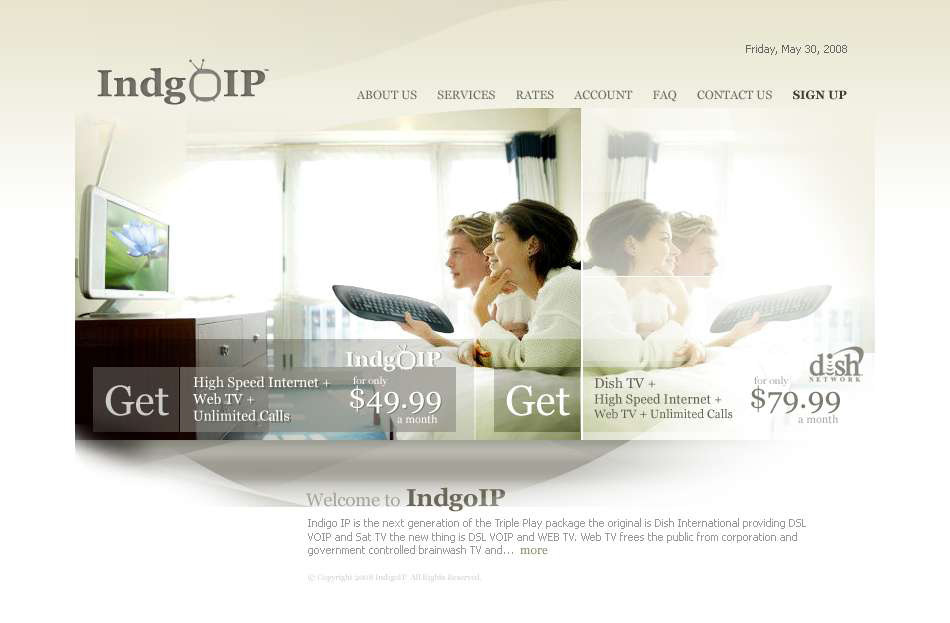 Friday, May 30, 2008
IndgOIP™
ABOUT US SERVICES RATES ACCOUNT FAQ CONTACT US SIGN UP
IndgOIP
Get
High Speed Internet +
Web TV +
Unlimited Calls
for only
$49.99
a month
Get
Dish TV +
High Speed Internet +
Web TV + Unlimited Calls
dish
NETWORK
for only
$79.99
a month
Welcome to IndgoIP
Indigo IP is the next generation of the Triple Play package the original is Dish International providing DSL
VOIP and Sat TV the new thing is DSL VOIP and WEB TV. Web TV frees the public from corporation and
government controlled brainwash TV and... more
© Copyright 2008 IndgoIP. All Rights Reserved.